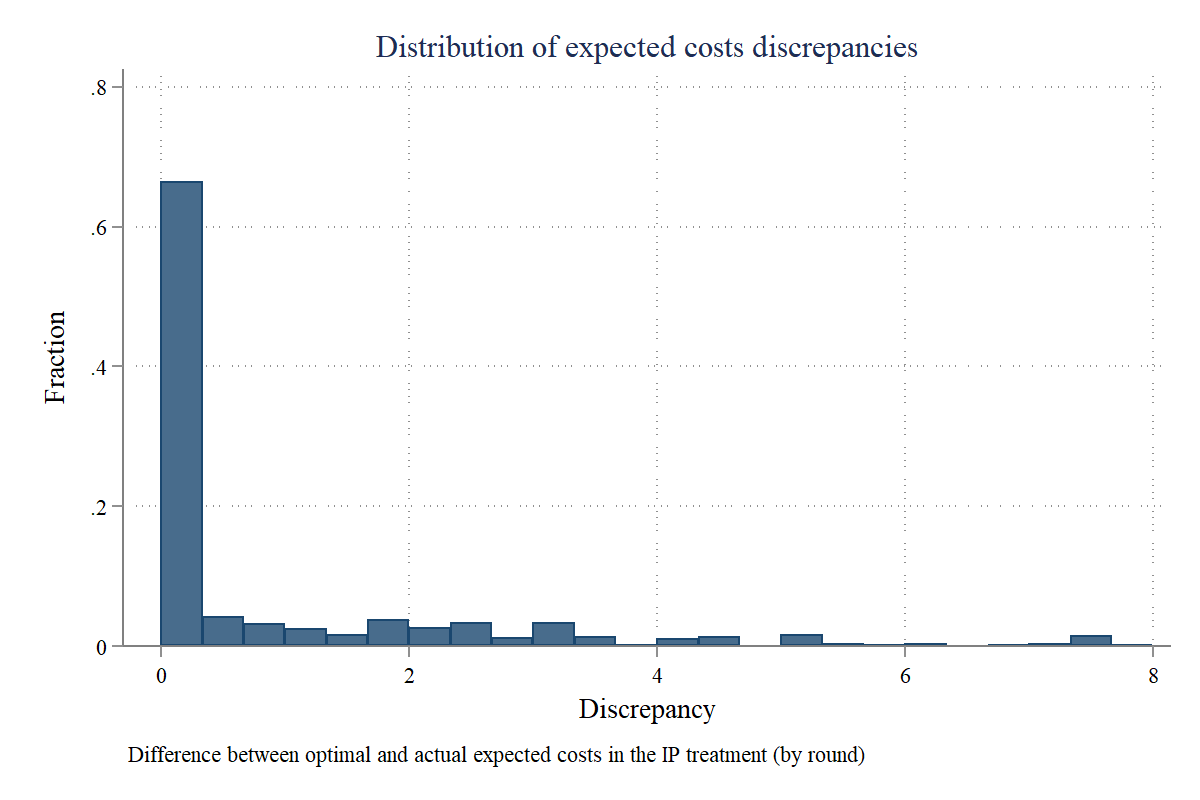 Distribution of expected costs discrepancies
Fraction
.8
.6
.4
.2
0
0 2 4 6 8
Discrepancy
Difference between optimal and actual expected costs in the IP treatment (by round)